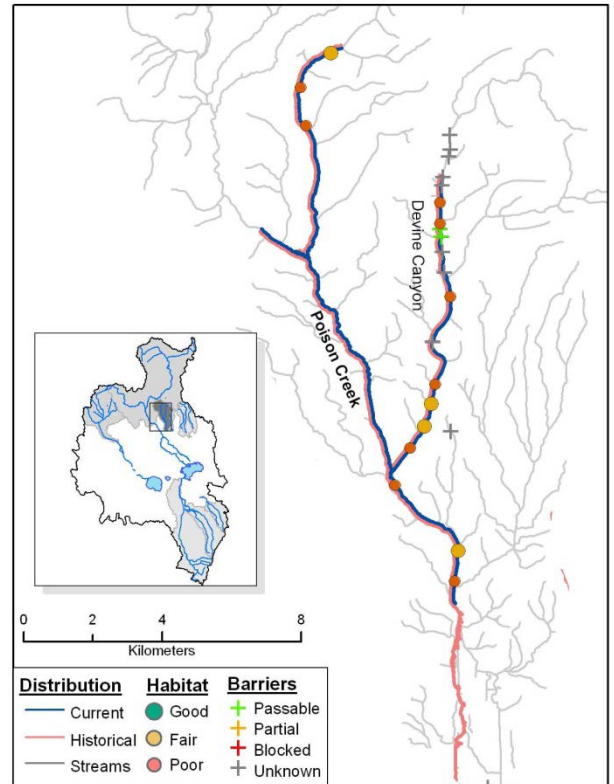 Devine Canyon
Poison Creek
0 2 4 8
Kilometers
Distribution
Current
Historical
Streams
Habitat
Good
Fair
Poor
Barriers
Passable
Partial
Blocked
Unknown